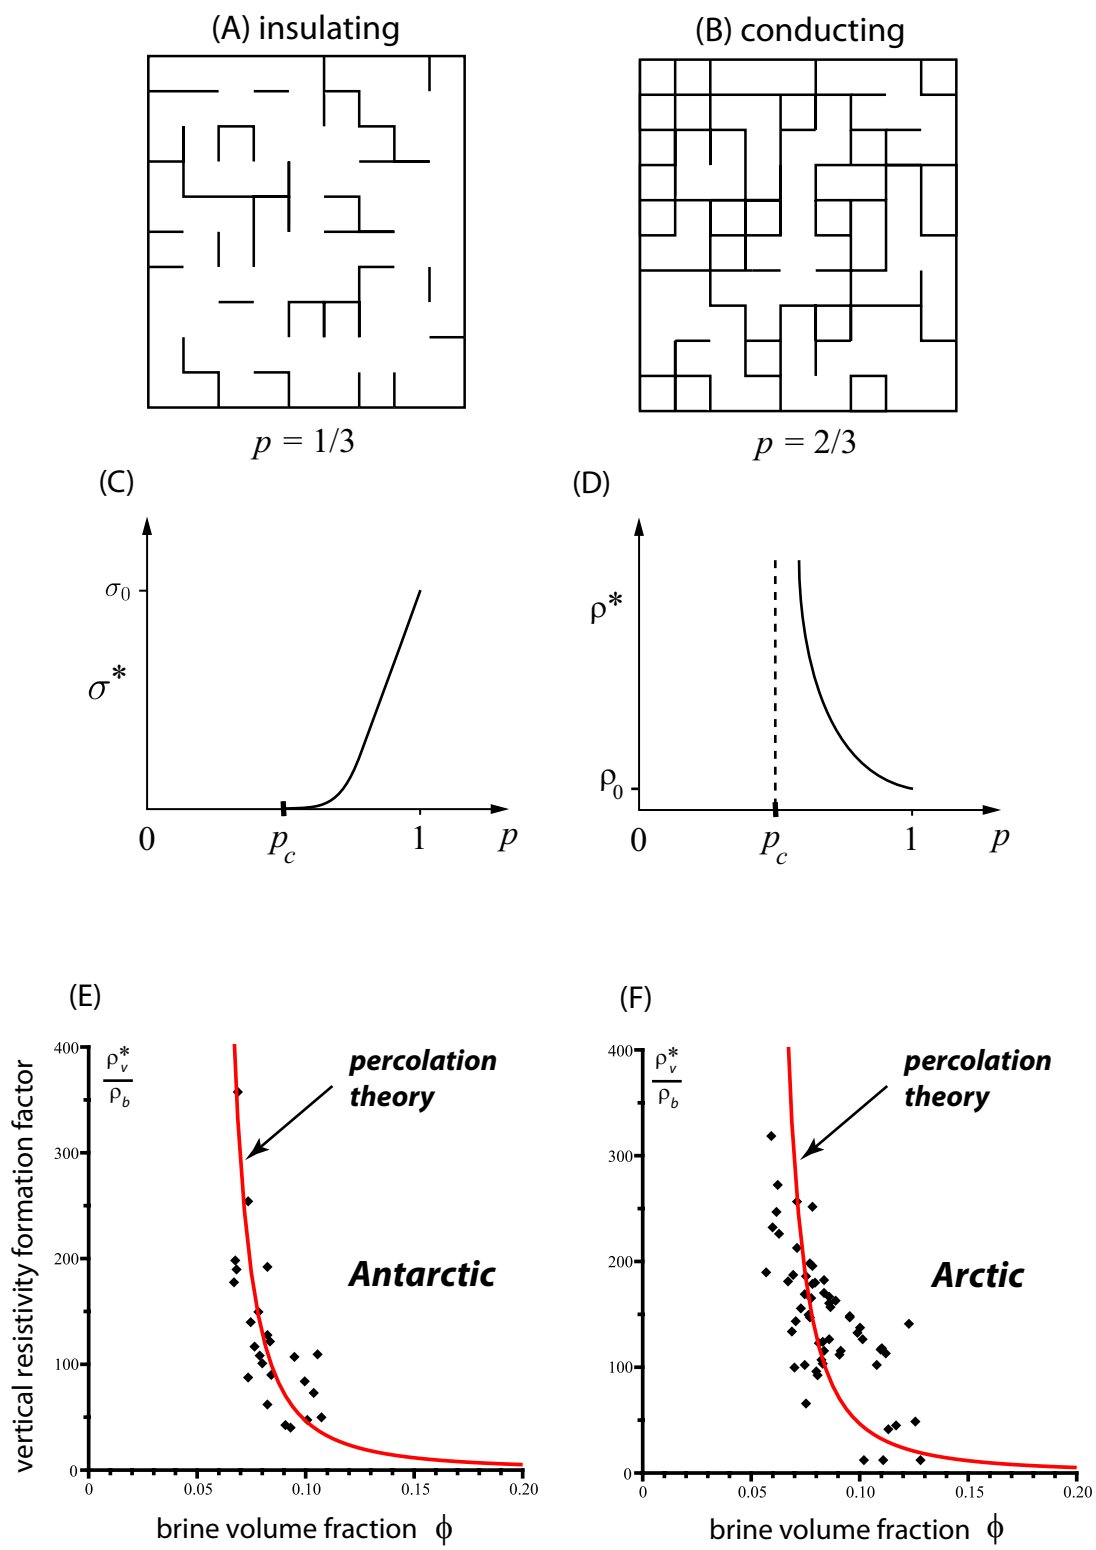 (A) insulating
(B) conducting
p = 1/3
p = 2/3
(C)
(D)
σ0
σ*
0
pc
1
p
ρ*
ρ0
0
pc
1
p
(E)
vertical resistivity formation factor
400
300
200
100
0
ρv*
ρb
percolation
theory
Antarctic
0
0.05
0.10
0.15
0.20
brine volume fraction ϕ
(F)
400
300
200
100
0
ρv*
ρb
percolation
theory
Arctic
0
0.05
0.10
0.15
0.20
brine volume fraction ϕ